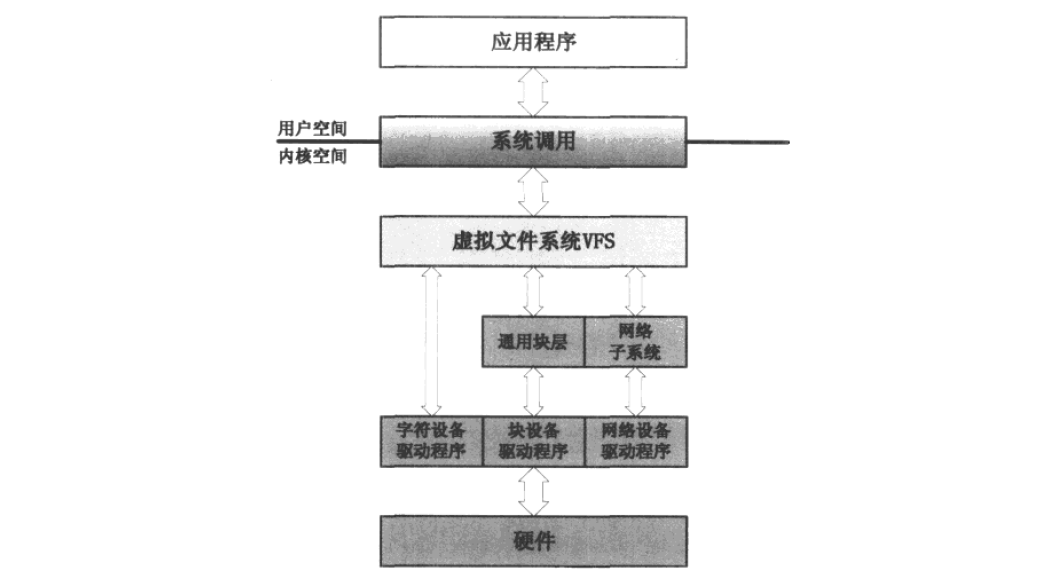 应用程序
用户空间
系统调用
内核空间
虚拟文件系统VFS
通用块层
网络
子系统
字符设备
驱动程序
块设备
驱动程序
网络设备
驱动程序
硬件